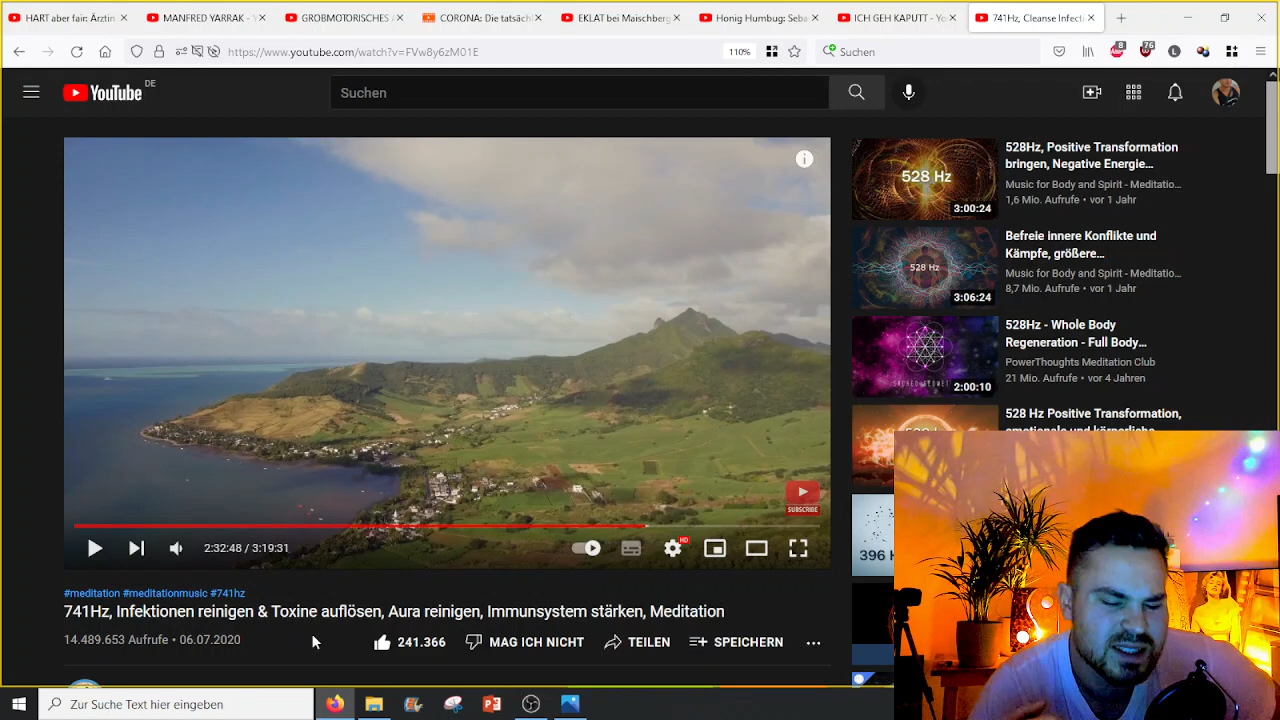 HART aber fair: Ärztin
MANFRED YARRAK - Y
GROBMOTORISCHES A
CORONA: Die tatsäch
EKLAT bei Maischberg
Honig Humbug: Seba
ICH GEH KAPUTT - Yo
741Hz, Cleanse Infecti
https://www.youtube.com/watch?v=FVw8y6zM01E
110%
Suchen
8
76
YouTube DE
Suchen
528 Hz
3:00:24
528Hz, Positive Transformation
bringen, Negative Energie...
Music for Body and Spirit - Meditatio...
1,6 Mio. Aufrufe • vor 1 Jahr
528 Hz
3:06:24
Befreie innere Konflikte und
Kämpfe, größere...
Music for Body and Spirit - Meditatio...
8,7 Mio. Aufrufe • vor 1 Jahr
2:00:10
528Hz - Whole Body
Regeneration - Full Body...
PowerThoughts Meditation Club
21 Mio. Aufrufe • vor 4 Jahren
528 Hz Positive Transformation,
396 H
SUBSCRIBE
2:32:48 / 3:19:31
HD
#meditation #meditationmusic #741hz
741Hz, Infektionen reinigen & Toxine auflösen, Aura reinigen, Immunsystem stärken, Meditation
14.489.653 Aufrufe • 06.07.2020
241.366
MAG ICH NICHT
TEILEN
SPEICHERN
Zur Suche Text hier eingeben